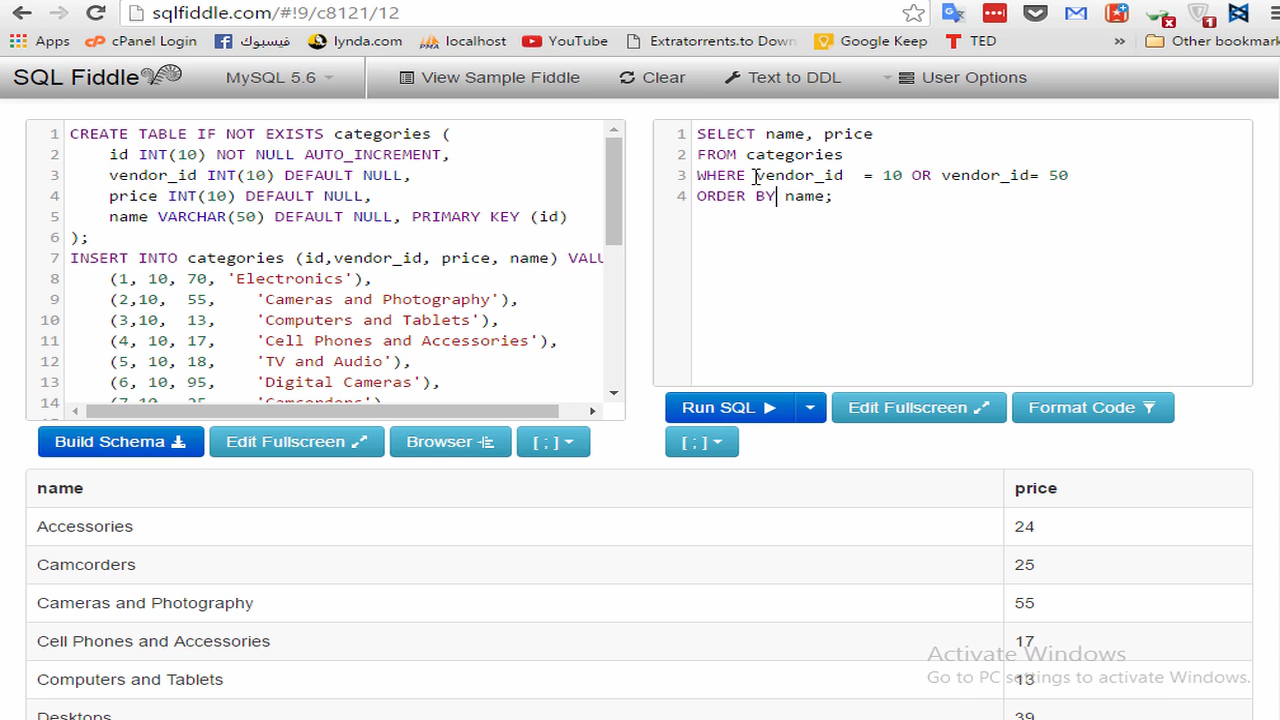 sqlfiddle.com/#!9/c8121/12
Apps cPanel Login فيسبوك lynda.com localhost YouTube Extratorrents.to Down Google Keep TED » Other bookmark
SQL Fiddle MySQL 5.6 View Sample Fiddle Clear Text to DDL User Options
1 CREATE TABLE IF NOT EXISTS categories (
2 id INT(10) NOT NULL AUTO_INCREMENT,
3 vendor_id INT(10) DEFAULT NULL,
4 price INT(10) DEFAULT NULL,
5 name VARCHAR(50) DEFAULT NULL, PRIMARY KEY (id)
6 );
7 INSERT INTO categories (id,vendor_id, price, name) VALU
8 (1, 10, 70, 'Electronics'),
9 (2,10, 55, 'Cameras and Photography'),
10 (3,10, 13, 'Computers and Tablets'),
11 (4, 10, 17, 'Cell Phones and Accessories'),
12 (5, 10, 18, 'TV and Audio'),
13 (6, 10, 95, 'Digital Cameras'),
14 (7,10, 25, 'Camcorders')
1 SELECT name, price
2 FROM categories
3 WHERE vendor_id = 10 OR vendor_id= 50
4 ORDER BY name;
Run SQL Edit Fullscreen Format Code
Build Schema Edit Fullscreen Browser [ ; ] [ ; ]
name price
Accessories 24
Camcorders 25
Cameras and Photography 55
Cell Phones and Accessories 17
Computers and Tablets 13
Desktops 39
Activate Windows
Go to PC settings to activate Windows.